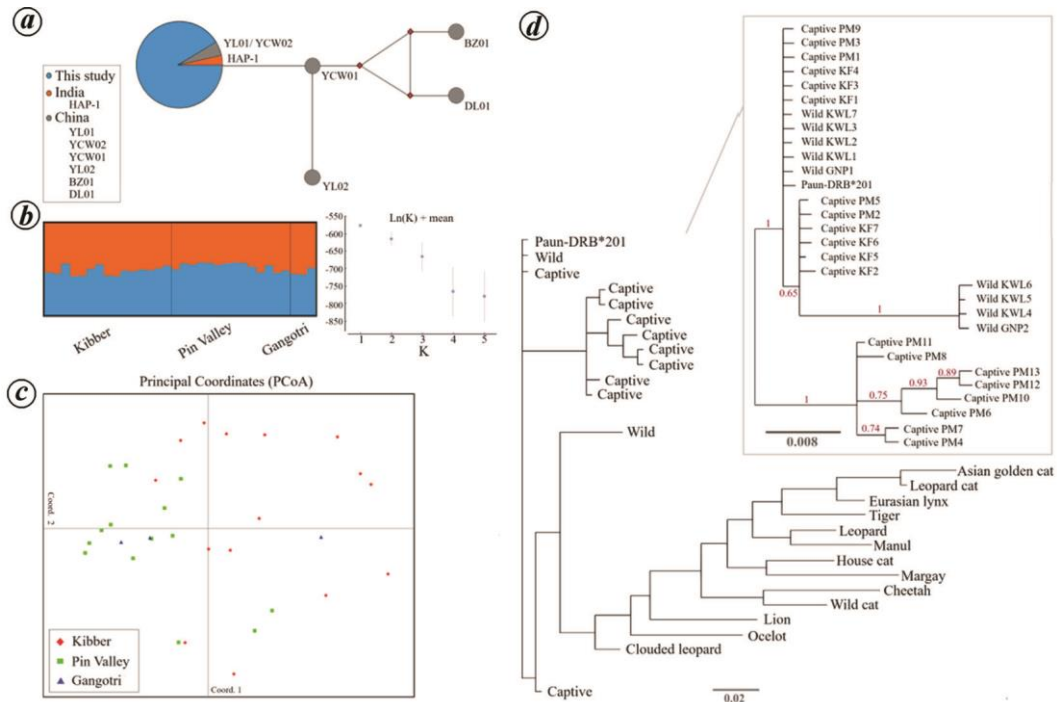 a
YL01/ YCW02
HAP-1
YCW01
BZ01
DL01
YL02
This study
India
HAP-1
China
YL01
YCW02
YCW01
YL02
BZ01
DL01
b
Kibber
Pin Valley
Gangotri
Ln(K) + mean
-550
-600
-650
-700
-750
-800
-850
1 2 3 4 5
K
c
Principal Coordinates (PCoA)
Coord. 2
Coord. 1
Kibber
Pin Valley
Gangotri
d
Paun-DRB*201
Wild
Captive
Captive
Captive
Captive
Captive
Captive
Captive
Captive
Captive
Wild
Asian golden cat
Leopard cat
Eurasian lynx
Tiger
Leopard
Manul
House cat
Margay
Cheetah
Wild cat
Lion
Ocelot
Clouded leopard
Captive
0.02
Captive PM9
Captive PM3
Captive PM1
Captive KF4
Captive KF3
Captive KF1
Wild KWL7
Wild KWL3
Wild KWL2
Wild KWL1
Wild GNP1
Paun-DRB*201
Captive PM5
Captive PM2
Captive KF7
Captive KF6
Captive KF5
Captive KF2
1
0.65
1
Wild KWL6
Wild KWL5
Wild KWL4
Wild GNP2
Captive PM11
Captive PM8
0.89
Captive PM13
0.93
Captive PM12
1
0.75
Captive PM10
Captive PM6
0.74
Captive PM7
Captive PM4
0.008